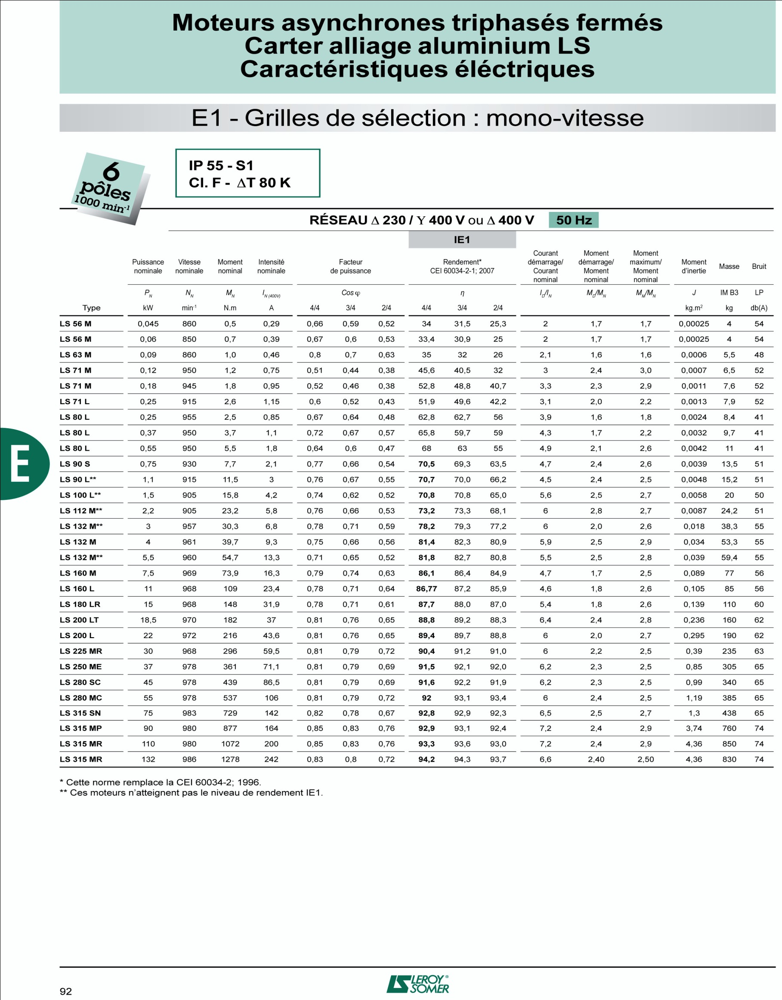 Moteurs asynchrones triphasés fermés
Carter alliage aluminium LS
Caractéristiques éléctriques
E1 - Grilles de sélection : mono-vitesse
6
pôles
1000 min-1
IP 55 - S1
Cl. F - ΔT 80 K
RÉSEAU Δ 230 / Y 400 V ou Δ 400 V 50 Hz
IE1
Puissance nominale Vitesse nominale Moment nominal Intensité nominale Facteur de puissance Rendement* CEI 60034-2-1; 2007 Courant démarrage/ Courant nominal Moment démarrage/ Moment nominal Moment maximum/ Moment nominal Moment d'inertie Masse Bruit
PN NN MN IN (400V) Cos φ η ID/IN MD/MN MM/MN J IM B3 LP
Type kW min-1 N.m A 4/4 3/4 2/4 4/4 3/4 2/4 kg.m2 kg db(A)
LS 56 M 0,045 860 0,5 0,29 0,66 0,59 0,52 34 31,5 25,3 2 1,7 1,7 0,00025 4 54
LS 56 M 0,06 850 0,7 0,39 0,67 0,6 0,53 33,4 30,9 25 2 1,7 1,7 0,00025 4 54
LS 63 M 0,09 860 1,0 0,46 0,8 0,7 0,63 35 32 26 2,1 1,6 1,6 0,0006 5,5 48
LS 71 M 0,12 950 1,2 0,75 0,51 0,44 0,38 45,6 40,5 32 3 2,4 3,0 0,0007 6,5 52
LS 71 M 0,18 945 1,8 0,95 0,52 0,46 0,38 52,8 48,8 40,7 3,3 2,3 2,9 0,0011 7,6 52
LS 71 L 0,25 915 2,6 1,15 0,6 0,52 0,43 51,9 49,6 42,2 3,1 2,0 2,2 0,0013 7,9 52
LS 80 L 0,25 955 2,5 0,85 0,67 0,64 0,48 62,8 62,7 56 3,9 1,6 1,8 0,0024 8,4 41
LS 80 L 0,37 950 3,7 1,1 0,72 0,67 0,57 65,8 59,7 59 4,3 1,7 2,2 0,0032 9,7 41
LS 80 L 0,55 950 5,5 1,8 0,64 0,6 0,47 68 63 55 4,9 2,1 2,6 0,0042 11 41
LS 90 S 0,75 930 7,7 2,1 0,77 0,66 0,54 70,5 69,3 63,5 4,7 2,4 2,6 0,0039 13,5 51
LS 90 L** 1,1 915 11,5 3 0,76 0,67 0,55 70,7 70,0 66,2 4,5 2,4 2,5 0,0048 15,2 51
LS 100 L** 1,5 905 15,8 4,2 0,74 0,62 0,52 70,8 70,8 65,0 5,6 2,5 2,7 0,0058 20 50
LS 112 M** 2,2 905 23,2 5,8 0,76 0,66 0,53 73,2 73,3 68,1 6 2,8 2,7 0,0087 24,2 51
LS 132 M** 3 957 30,3 6,8 0,78 0,71 0,59 78,2 79,3 77,2 6 2,0 2,6 0,018 38,3 55
LS 132 M 4 961 39,7 9,3 0,75 0,66 0,56 81,4 82,3 80,9 5,9 2,5 2,9 0,034 53,3 55
LS 132 M** 5,5 960 54,7 13,3 0,71 0,65 0,52 81,8 82,7 80,8 5,5 2,5 2,8 0,039 59,4 55
LS 160 M 7,5 969 73,9 16,3 0,79 0,74 0,63 86,1 86,4 84,9 4,7 1,7 2,5 0,089 77 56
LS 160 L 11 968 109 23,4 0,78 0,71 0,64 86,77 87,2 85,9 4,6 1,8 2,6 0,105 85 56
LS 180 LR 15 968 148 31,9 0,78 0,71 0,61 87,7 88,0 87,0 5,4 1,8 2,6 0,139 110 60
LS 200 LT 18,5 970 182 37 0,81 0,76 0,65 88,8 89,2 88,3 6,4 2,4 2,8 0,236 160 62
LS 200 L 22 972 216 43,6 0,81 0,76 0,65 89,4 89,7 88,8 6 2,0 2,7 0,295 190 62
LS 225 MR 30 968 296 59,5 0,81 0,79 0,72 90,4 91,2 91,0 6 2,2 2,5 0,39 235 63
LS 250 ME 37 978 361 71,1 0,81 0,79 0,69 91,5 92,1 92,0 6,2 2,3 2,5 0,85 305 65
LS 280 SC 45 978 439 86,5 0,81 0,79 0,69 91,6 92,2 91,9 6,2 2,3 2,5 0,99 340 65
LS 280 MC 55 978 537 106 0,81 0,79 0,72 92 93,1 93,4 6 2,4 2,5 1,19 385 65
LS 315 SN 75 983 729 142 0,82 0,78 0,67 92,8 92,9 92,3 6,5 2,5 2,7 1,3 438 65
LS 315 MP 90 980 877 164 0,85 0,83 0,76 92,9 93,1 92,4 7,2 2,4 2,9 3,74 760 74
LS 315 MR 110 980 1072 200 0,85 0,83 0,76 93,3 93,6 93,0 7,2 2,4 2,9 4,36 850 74
LS 315 MR 132 986 1278 242 0,83 0,8 0,72 94,2 94,3 93,7 6,6 2,40 2,50 4,36 830 74
* Cette norme remplace la CEI 60034-2; 1996.
** Ces moteurs n'atteignent pas le niveau de rendement IE1.
E
92
LS LEROY® SOMER